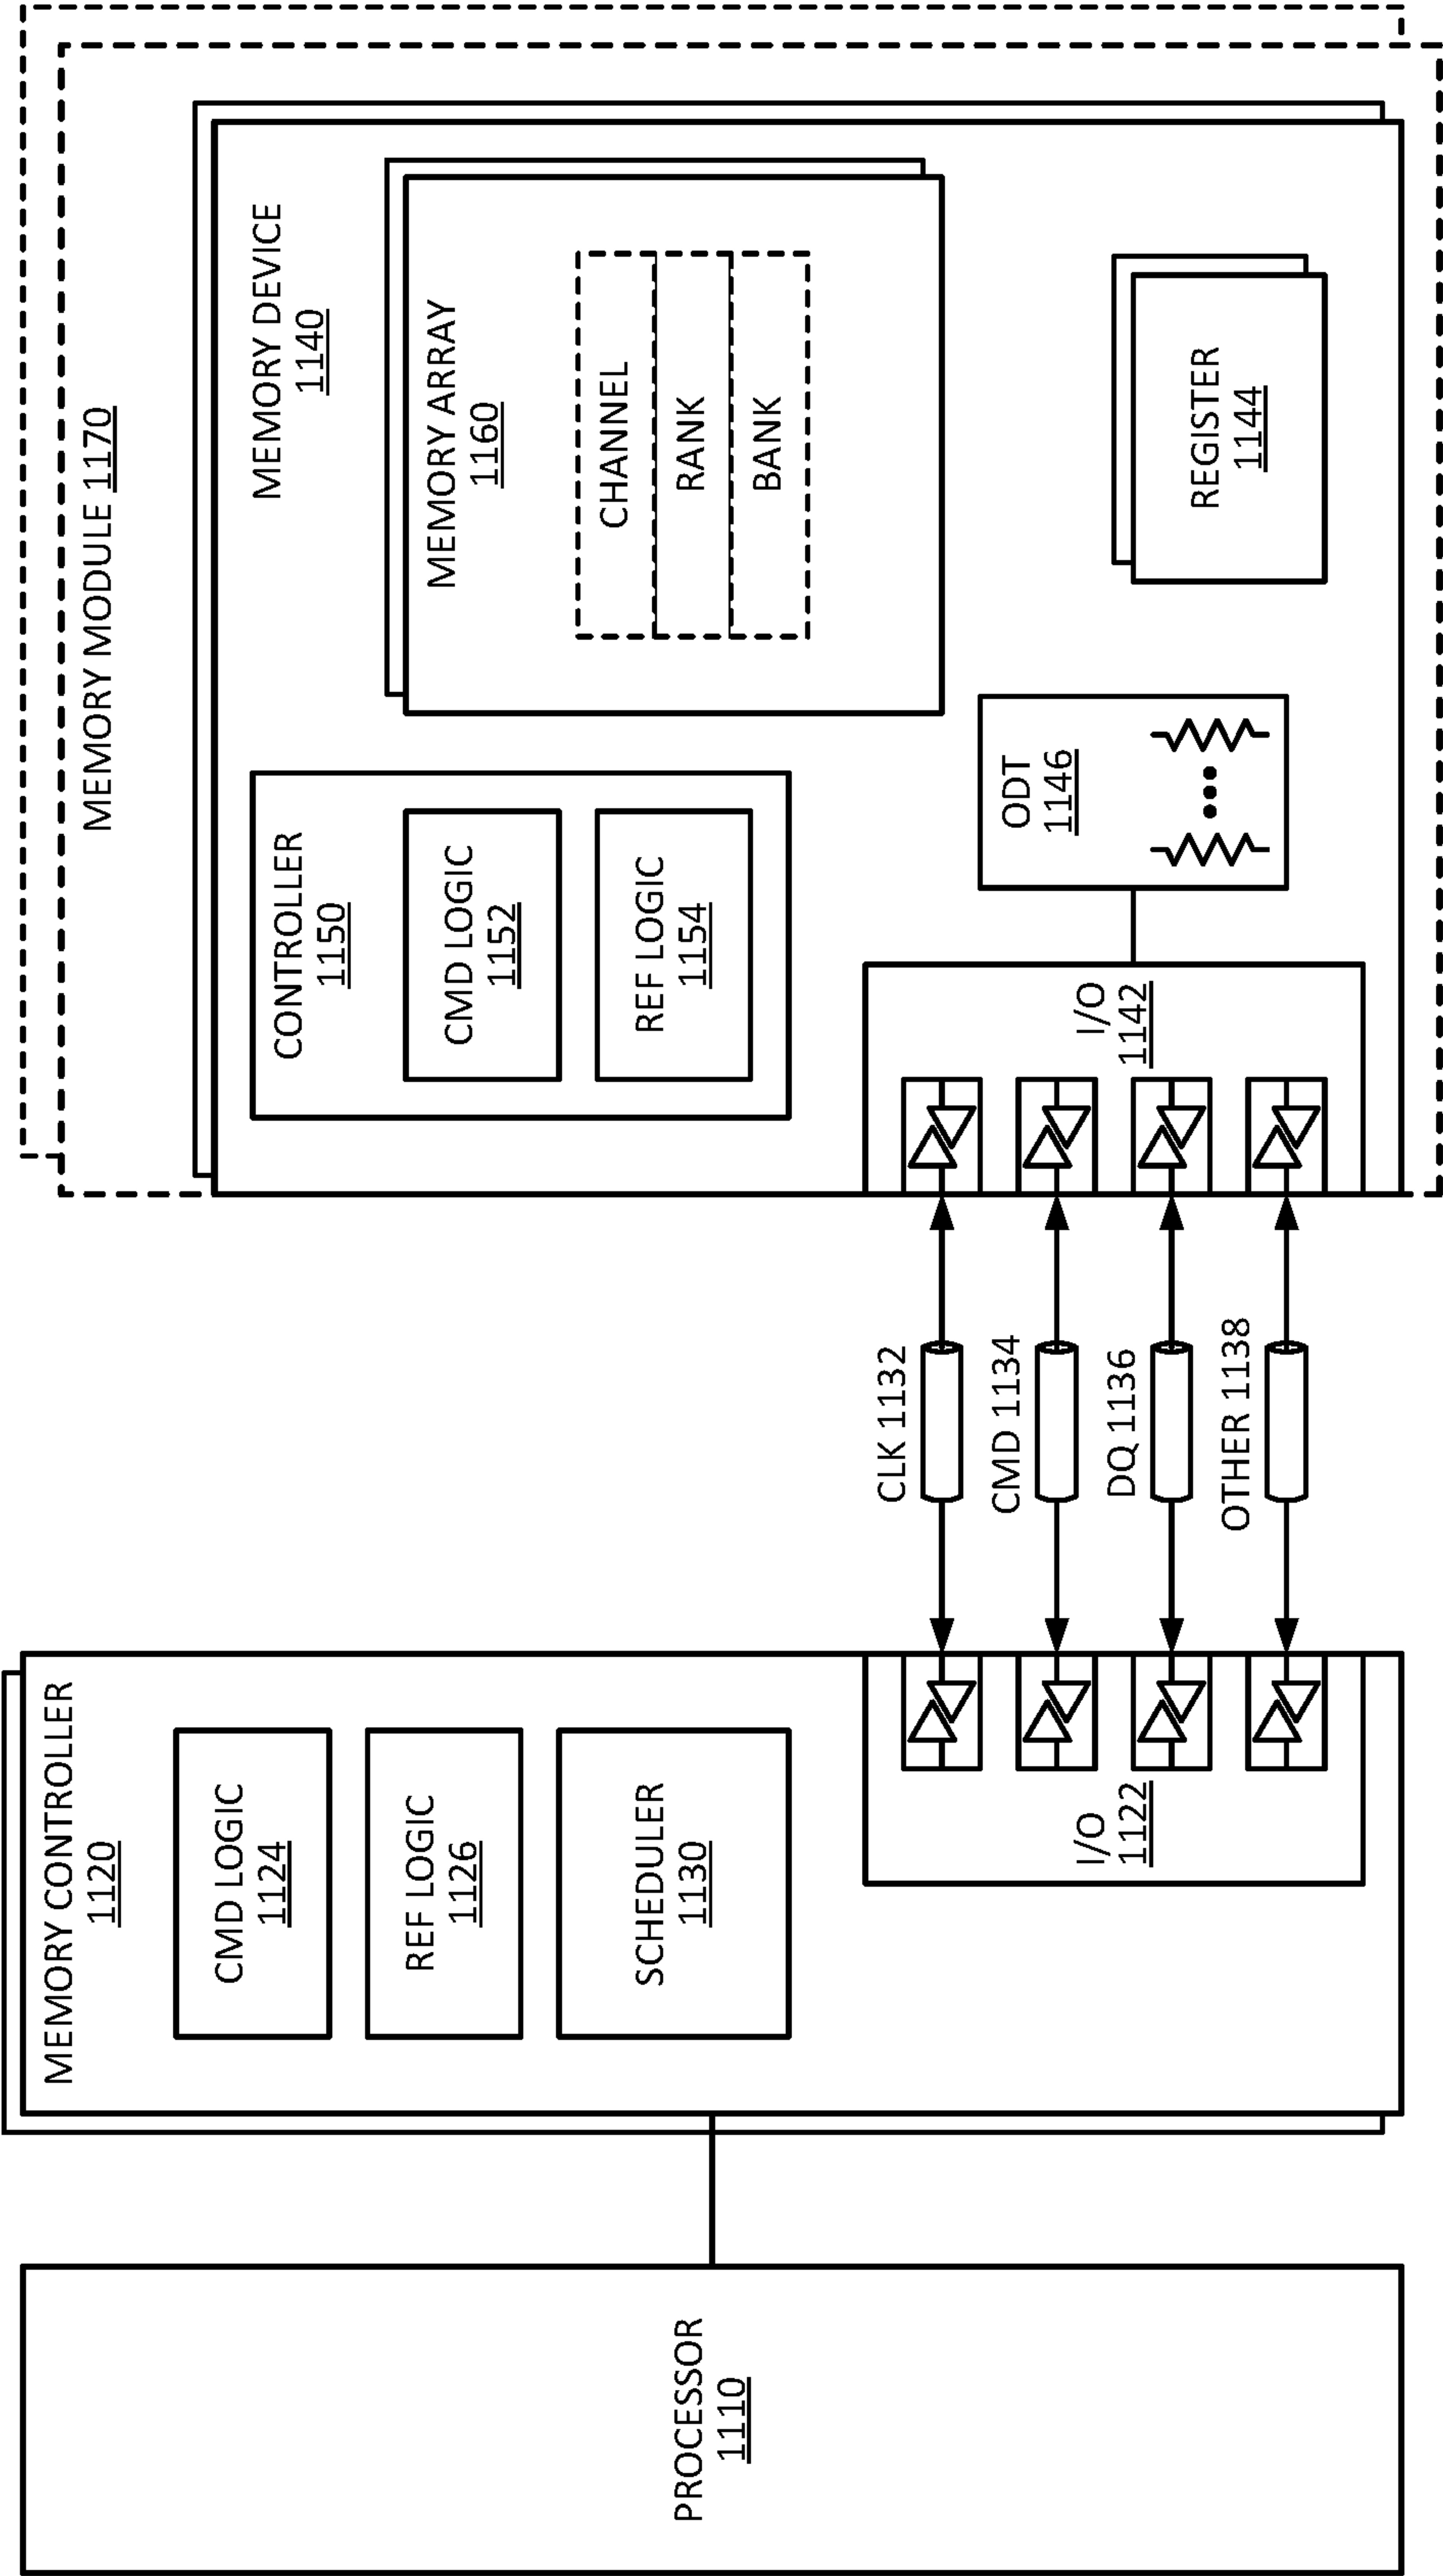 PROCESSOR
1110
MEMORY CONTROLLER
1120
CMD LOGIC
1124
REF LOGIC
1126
SCHEDULER
1130
I/O
1122
CLK 1132
CMD 1134
DQ 1136
OTHER 1138
MEMORY MODULE 1170
MEMORY DEVICE
1140
CONTROLLER
1150
CMD LOGIC
1152
REF LOGIC
1154
MEMORY ARRAY
1160
CHANNEL
RANK
BANK
I/O
1142
ODT
1146
REGISTER
1144